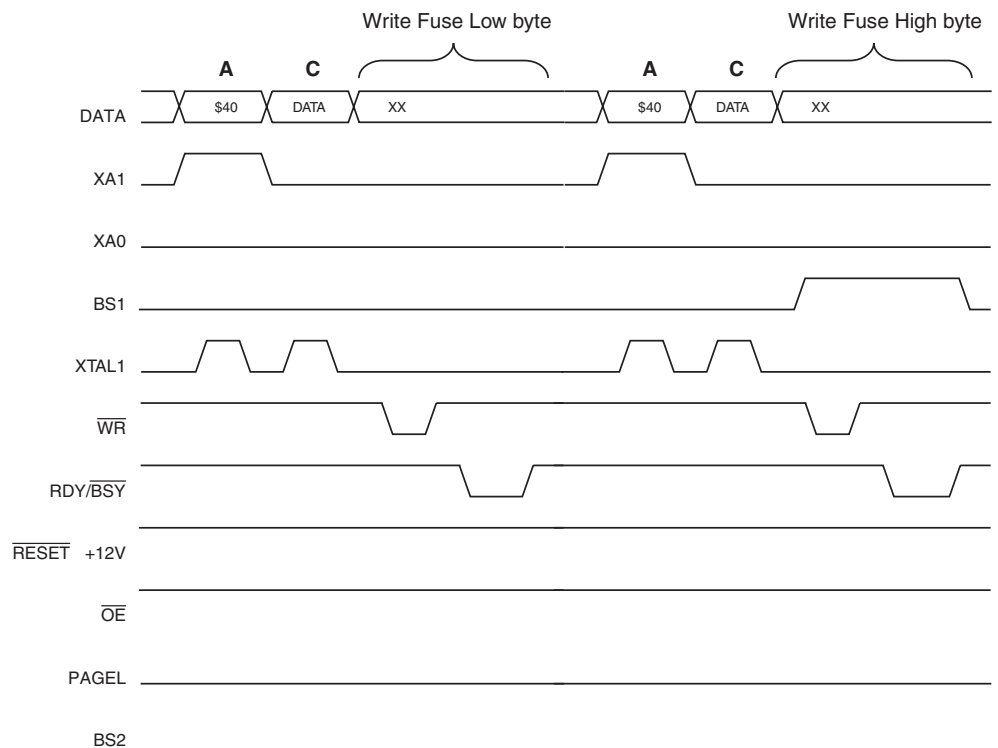 Write Fuse Low byte Write Fuse High byte
A C A C
DATA $40 DATA XX $40 DATA XX
XA1
XA0
BS1
XTAL1
WR
RDY/BSY
RESET +12V
OE
PAGEL
BS2